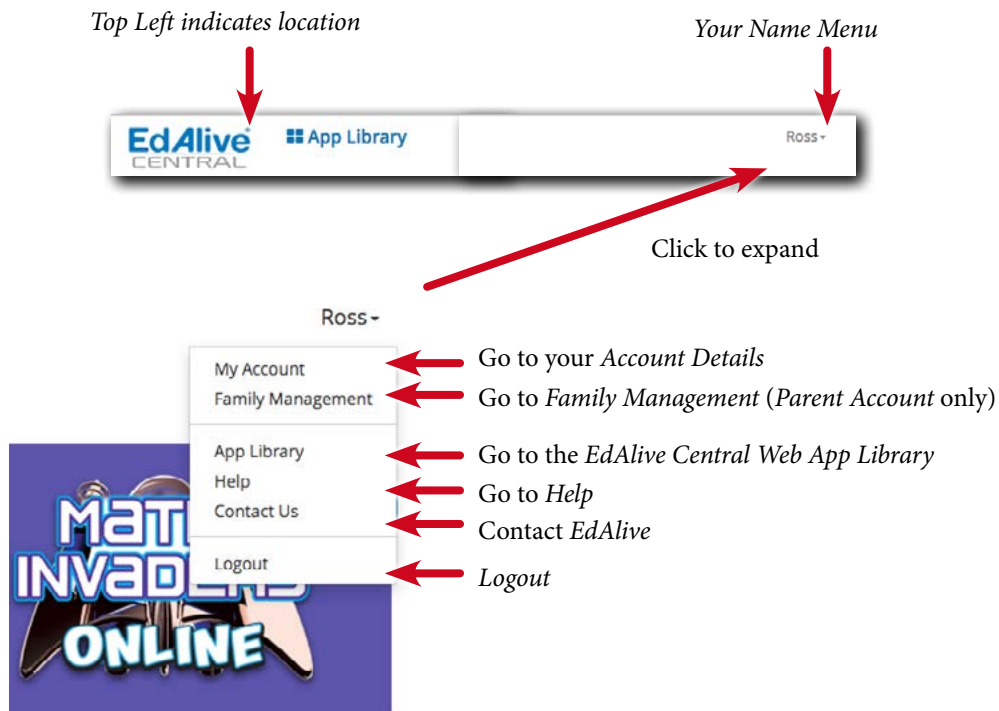 Top Left indicates location
Your Name Menu
EdAlive
CENTRAL
App Library
Ross
Click to expand
Ross
My Account
Go to your Account Details
Family Management
Go to Family Management (Parent Account only)
App Library
Go to the EdAlive Central Web App Library
Help
Go to Help
Contact Us
Contact EdAlive
Logout
Logout
ONLINE